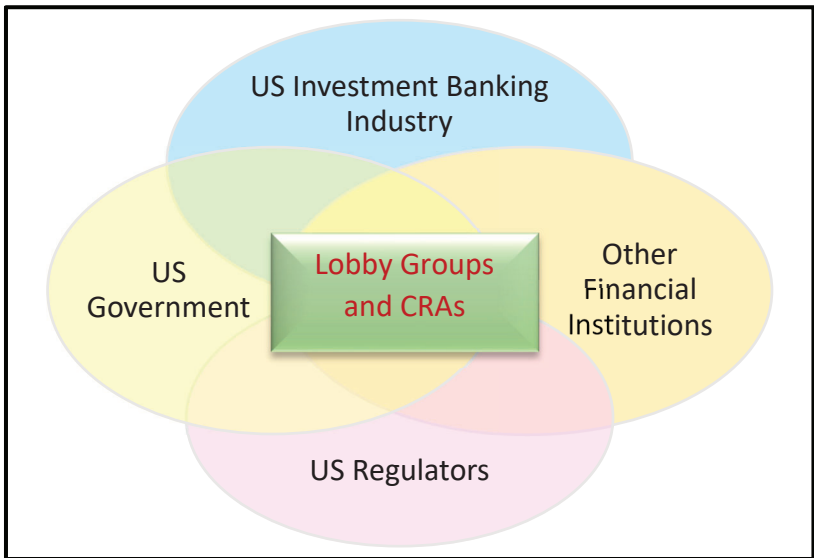 US Investment Banking
Industry
US
Government
Lobby Groups
and CRAs
Other
Financial
Institutions
US Regulators